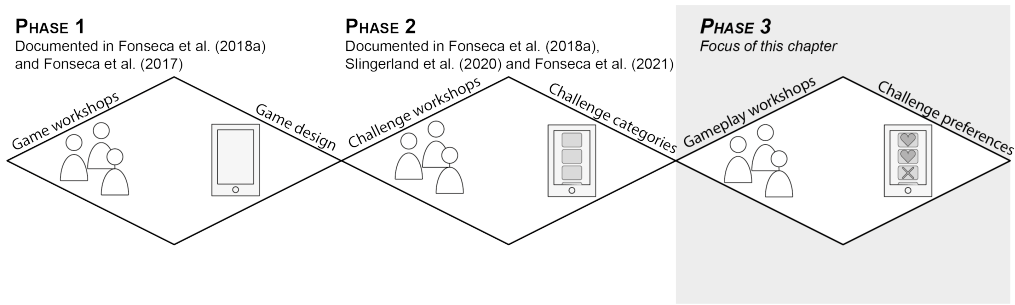 PHASE 1
Documented in Fonseca et al. (2018a)
and Fonseca et al. (2017)
Game workshops
Game design
PHASE 2
Documented in Fonseca et al. (2018a),
Slingerland et al. (2020) and Fonseca et al. (2021)
Challenge workshops
Challenge categories
PHASE 3
Focus of this chapter
Gameplay workshops
Challenge preferences